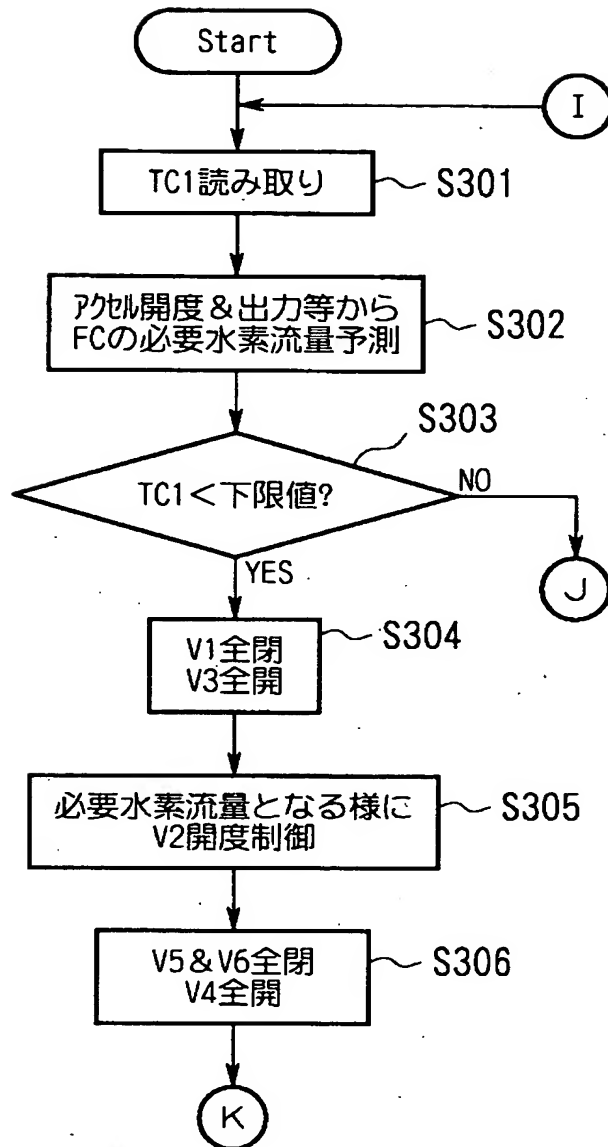 Start
I
TC1読み取り
S301
アクセル開度&出力等から
FCの必要水素流量予測
S302
S303
TC1<下限値?
NO
J
YES
V1全閉
V3全開
S304
必要水素流量となる様に
V2開度制御
S305
V5&V6全閉
V4全開
S306
K